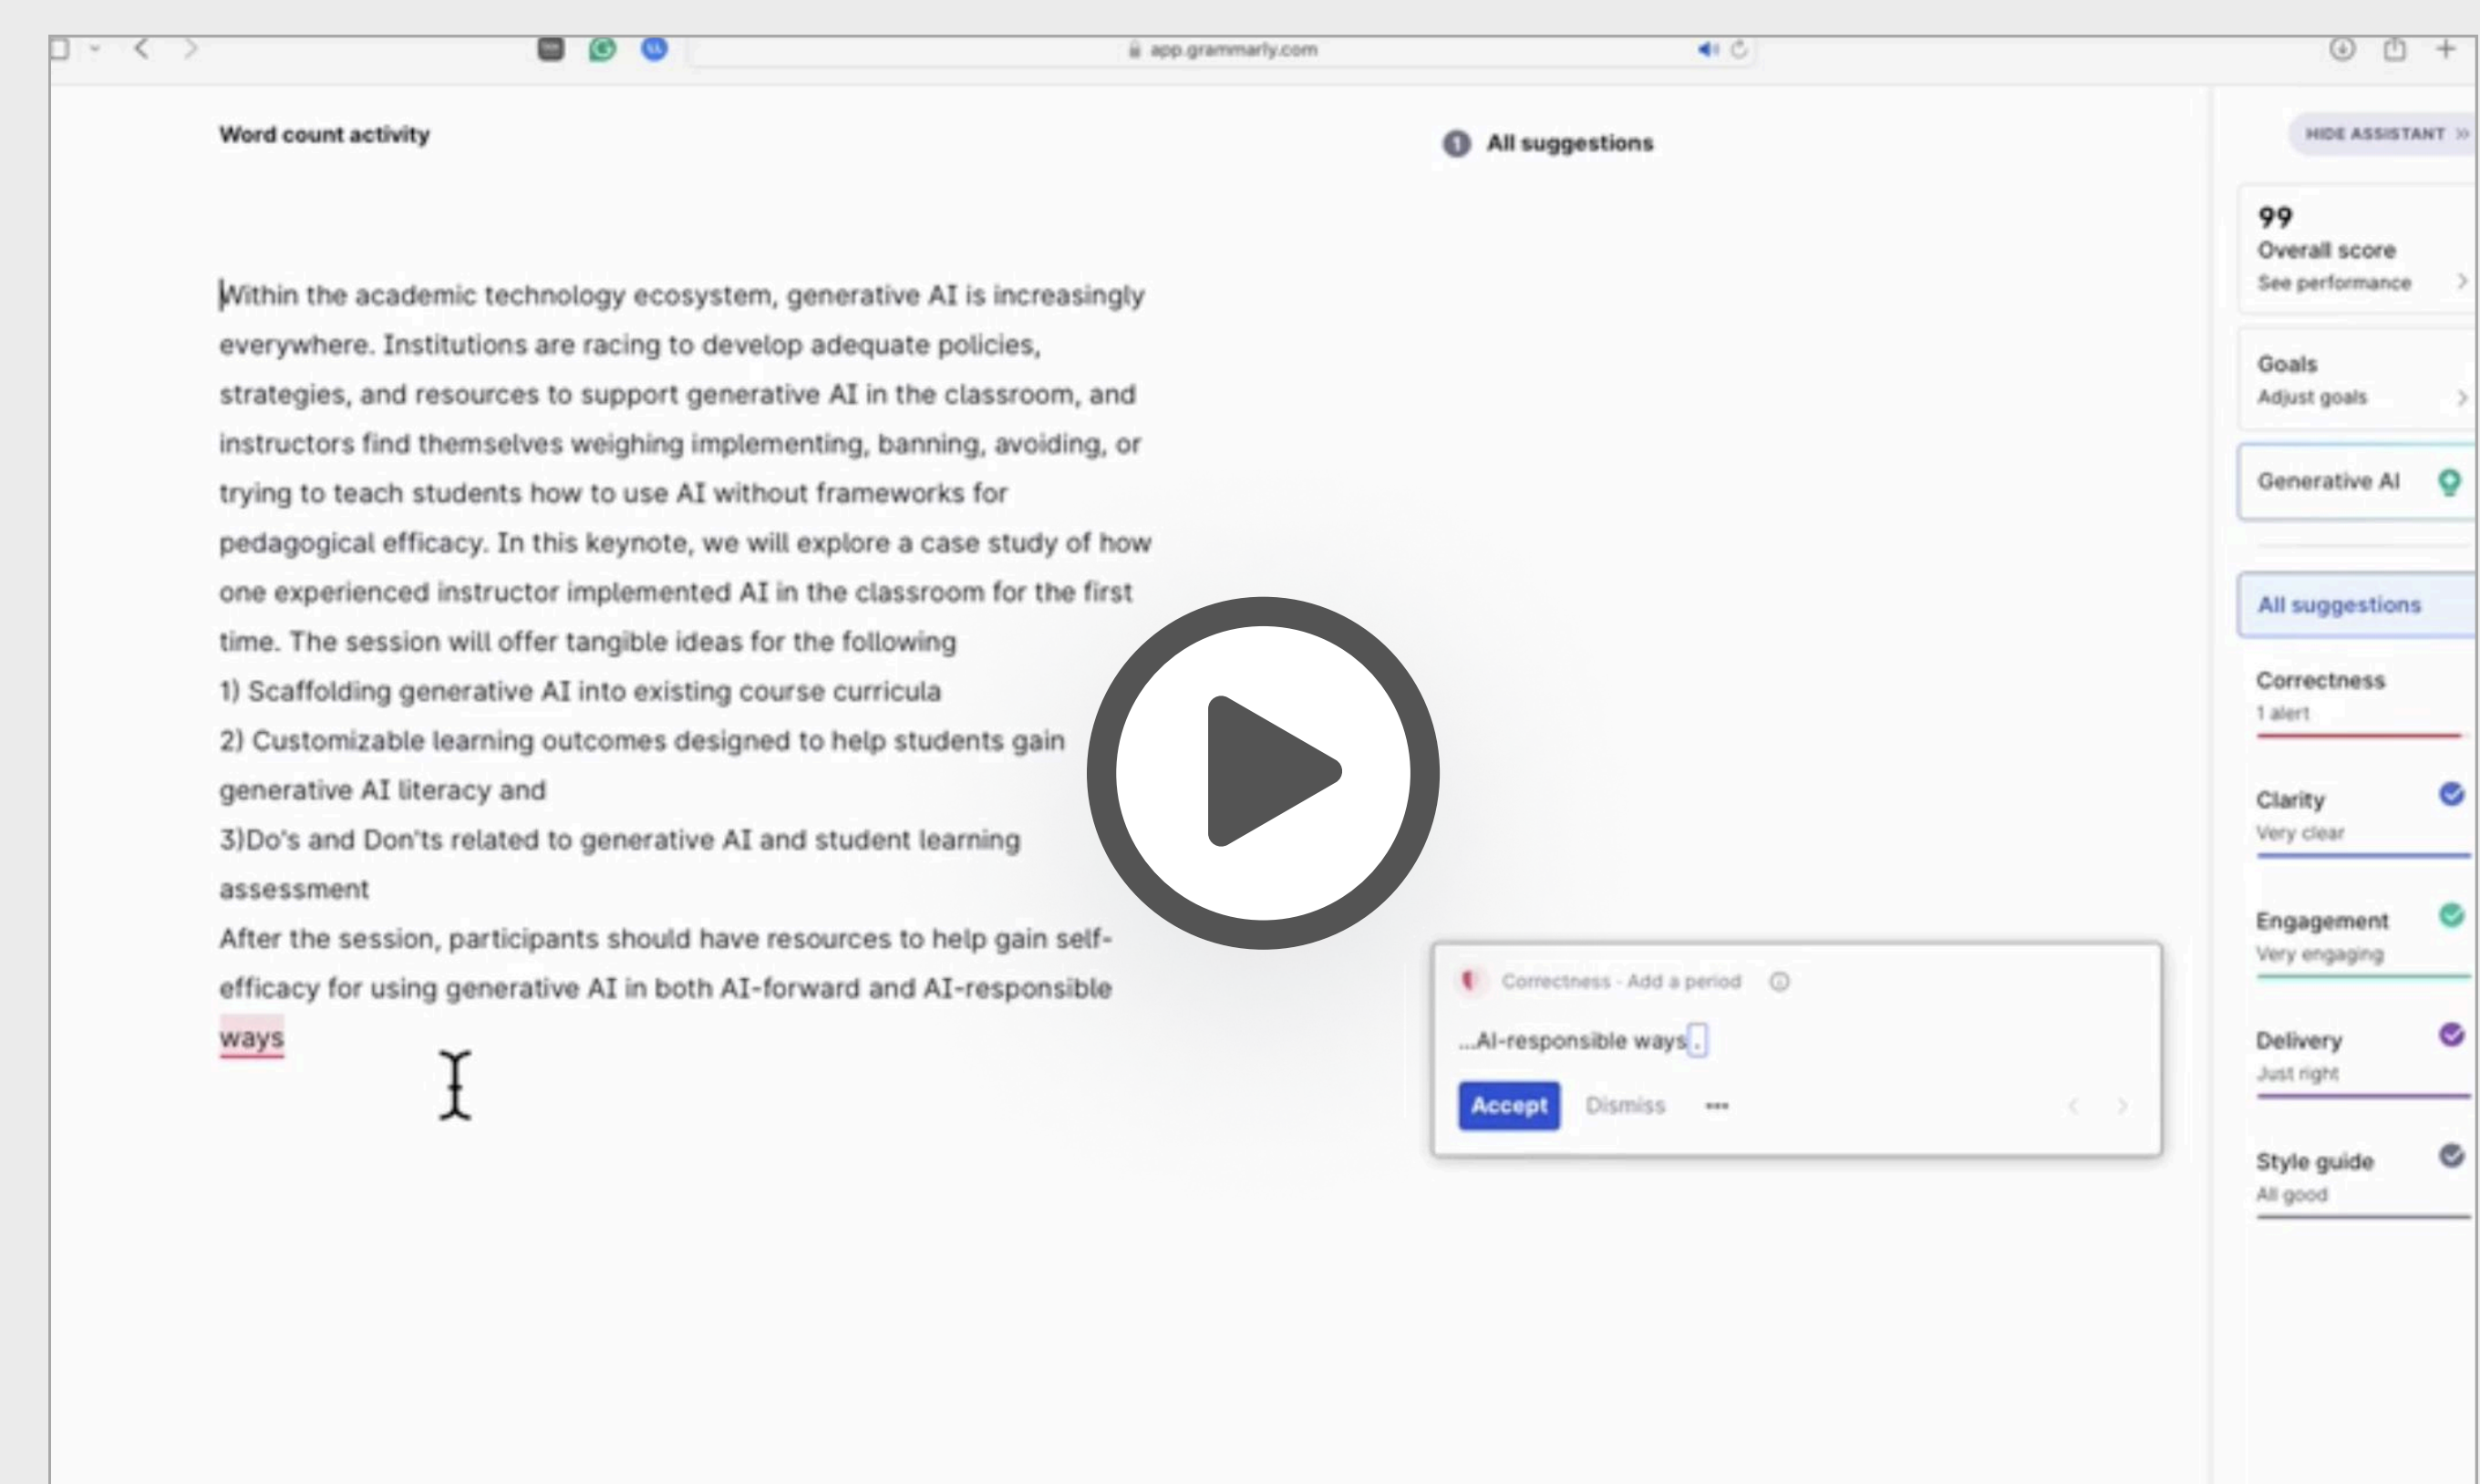 app.grammarly.com
Word count activity
1 All suggestions
HIDE ASSISTANT »
99
Overall score
See performance
Goals
Adjust goals
Generative AI
All suggestions
Correctness
1 alert
Clarity
Very clear
Engagement
Very engaging
Delivery
Just right
Style guide
All good
Within the academic technology ecosystem, generative AI is increasingly
everywhere. Institutions are racing to develop adequate policies,
strategies, and resources to support generative AI in the classroom, and
instructors find themselves weighing implementing, banning, avoiding, or
trying to teach students how to use AI without frameworks for
pedagogical efficacy. In this keynote, we will explore a case study of how
one experienced instructor implemented AI in the classroom for the first
time. The session will offer tangible ideas for the following
1) Scaffolding generative AI into existing course curricula
2) Customizable learning outcomes designed to help students gain
generative AI literacy and
3)Do's and Don'ts related to generative AI and student learning
assessment
After the session, participants should have resources to help gain self-
efficacy for using generative AI in both AI-forward and AI-responsible
ways
Correctness - Add a period
...AI-responsible ways.
Accept Dismiss •••